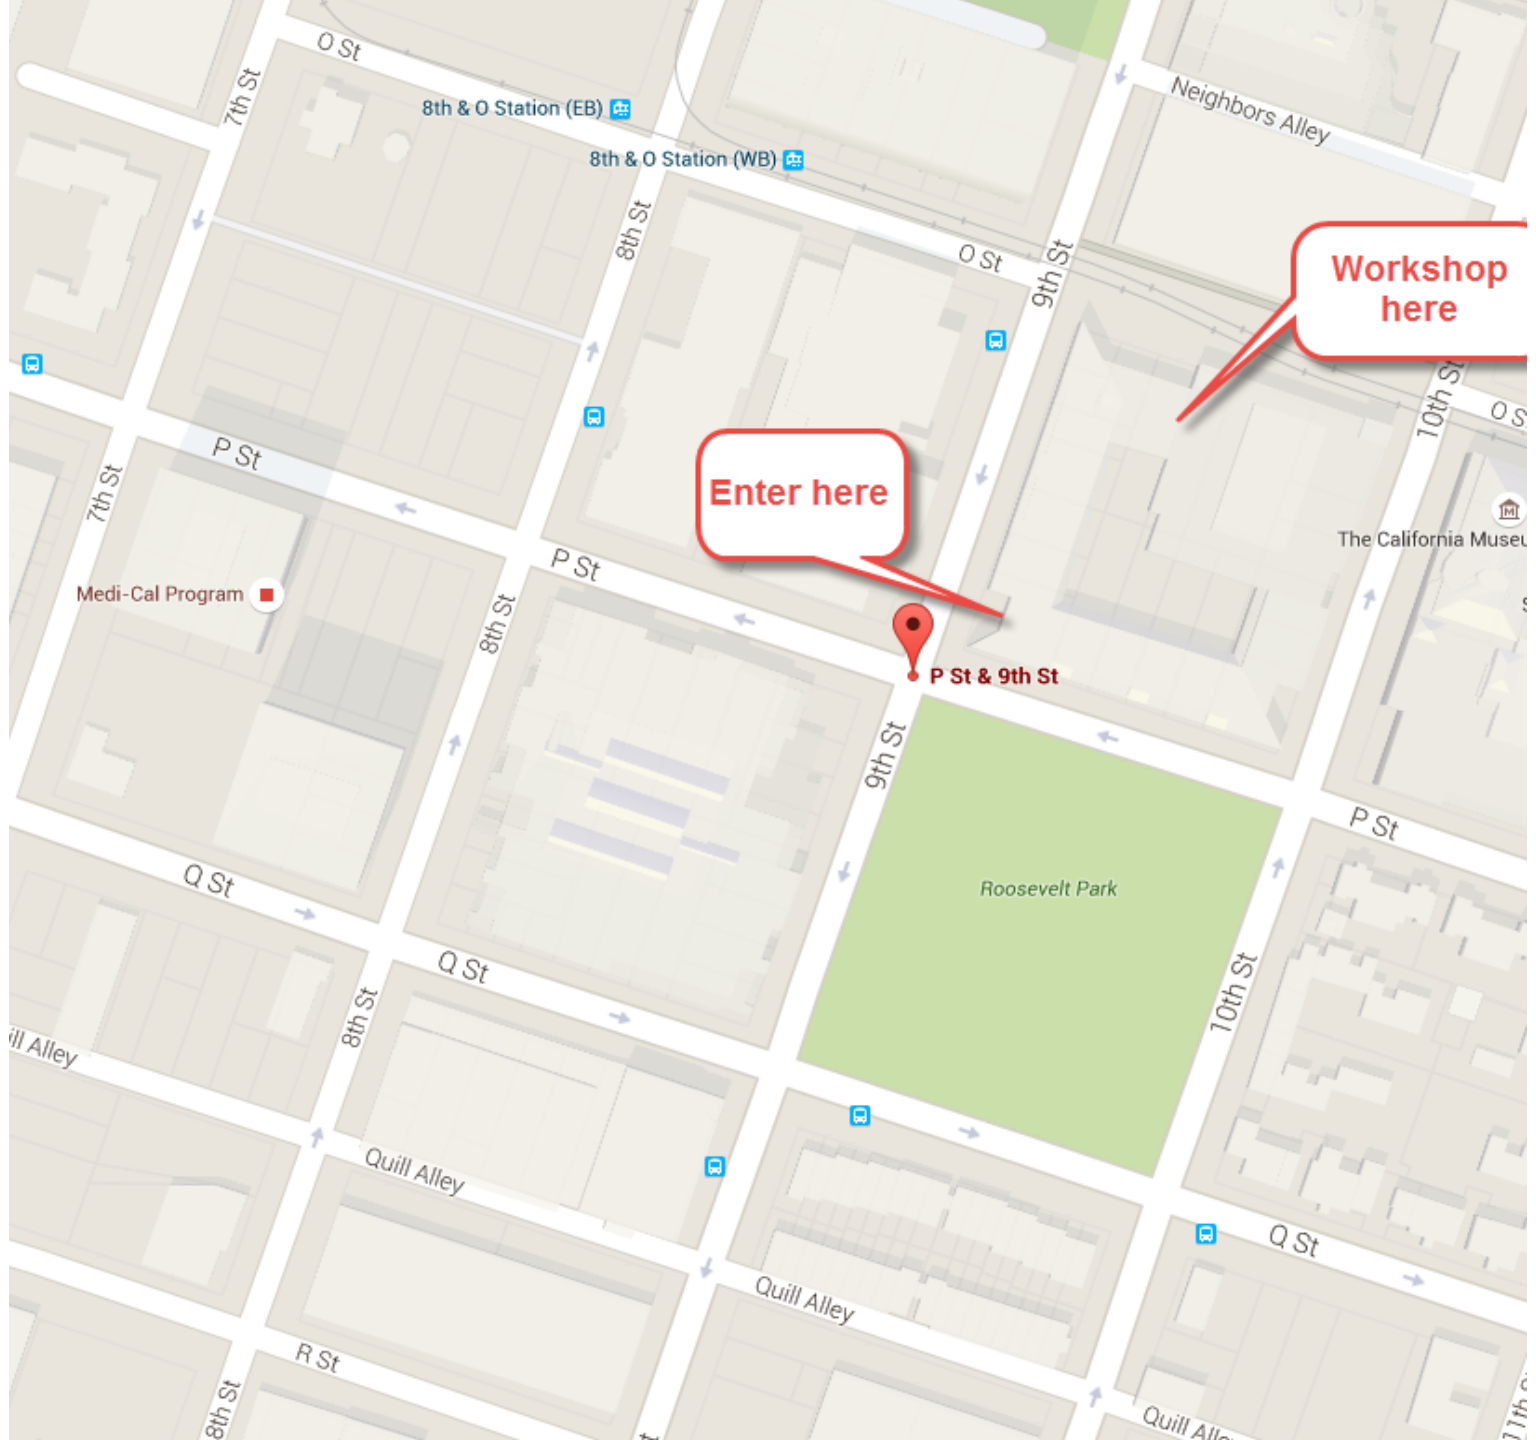 O St
7th St
8th & O Station (EB)
8th & O Station (WB)
Neighbors Alley
8th St
O St
9th St
Workshop
here
10th St
O S
P St
7th St
Enter here
The California Museu
P St
Medi-Cal Program
8th St
P St & 9th St
9th St
P St
Roosevelt Park
Q St
Q St
10th St
8th St
ill Alley
Quill Alley
Q St
Quill Alley
R St
8th St
Quill Alle
11th S